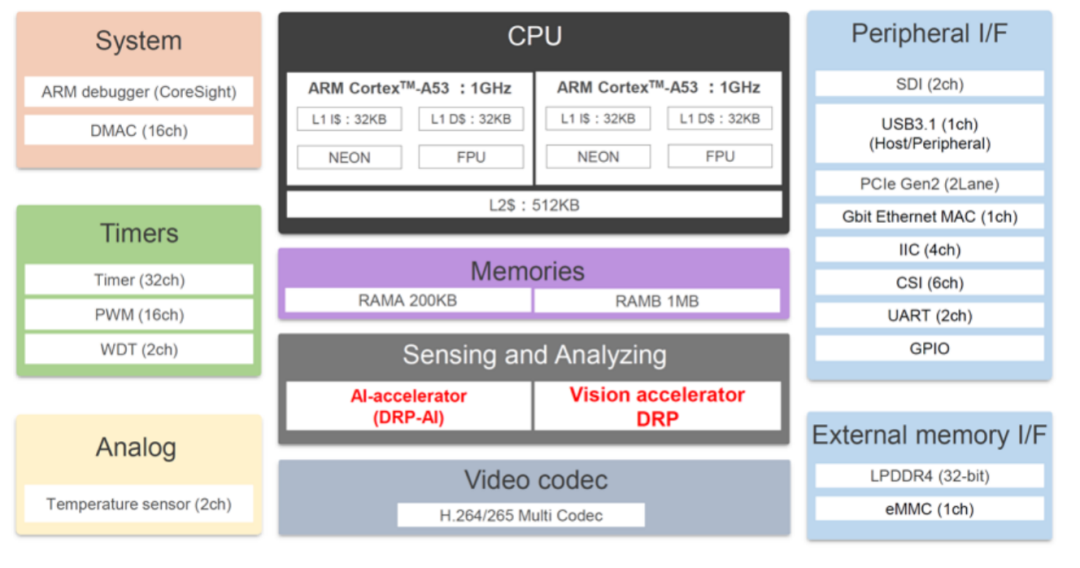 System
ARM debugger (CoreSight)
DMAC (16ch)
Timers
Timer (32ch)
PWM (16ch)
WDT (2ch)
Analog
Temperature sensor (2ch)
CPU
ARM Cortex™-A53 : 1GHz
L1 I$ : 32KB
L1 D$ : 32KB
NEON
FPU
ARM Cortex™-A53 : 1GHz
L1 I$ : 32KB
L1 D$ : 32KB
NEON
FPU
L2$ : 512KB
Memories
RAMA 200KB
RAMB 1MB
Sensing and Analyzing
AI-accelerator
(DRP-AI)
Vision accelerator
DRP
Video codec
H.264/265 Multi Codec
Peripheral I/F
SDI (2ch)
USB3.1 (1ch)
(Host/Peripheral)
PCIe Gen2 (2Lane)
Gbit Ethernet MAC (1ch)
IIC (4ch)
CSI (6ch)
UART (2ch)
GPIO
External memory I/F
LPDDR4 (32-bit)
eMMC (1ch)